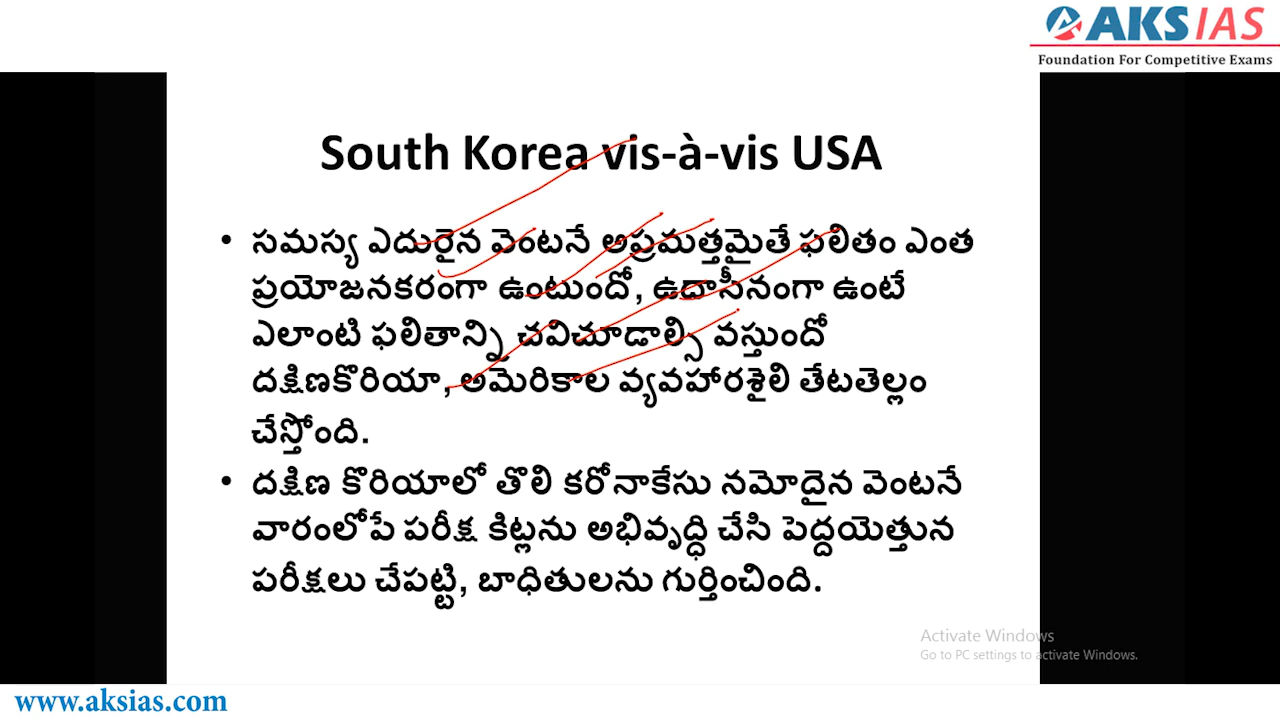 AKS IAS
Foundation For Competitive Exams
South Korea vis-à-vis USA
• సమస్య ఎదురైన వెంటనే అప్రమత్తమైతే ఫలితం ఎంత
ప్రయోజనకరంగా ఉంటుందో, ఉదాసీనంగా ఉంటే
ఎలాంటి ఫలితాన్ని చవిచూడాల్సి వస్తుందో
దక్షిణకొరియా, అమెరికాల వ్యవహారశైలి తేటతెల్లం
చేస్తోంది.
• దక్షిణ కొరియాలో తొలి కరోనాకేసు నమోదైన వెంటనే
వారంలోపే పరీక్ష కిట్లను అభివృద్ధి చేసి పెద్దయెత్తున
పరీక్షలు చేపట్టి, బాధితులను గుర్తించింది.
Activate Windows
Go to PC settings to activate Windows.
www.aksias.com